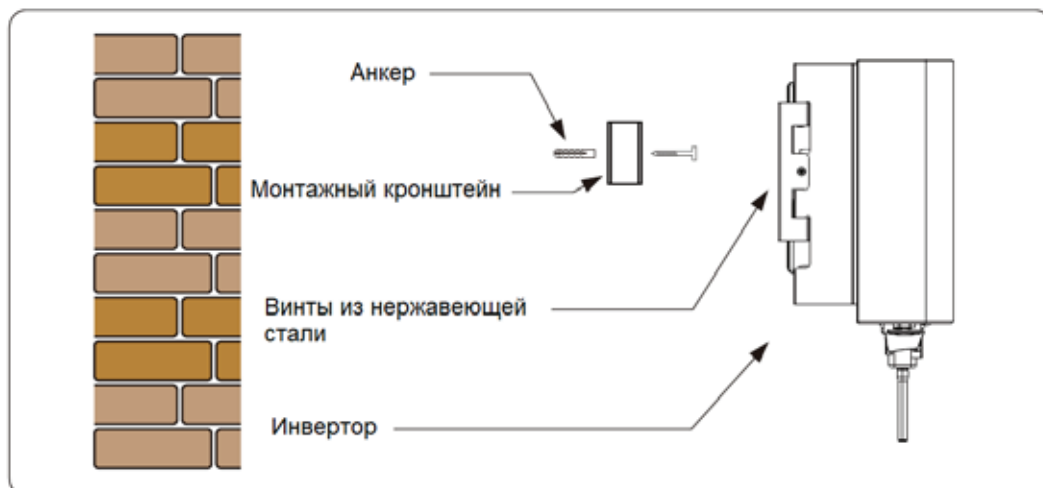 Анкер
Монтажный кронштейн
Винты из нержавеющей
стали
Инвертор